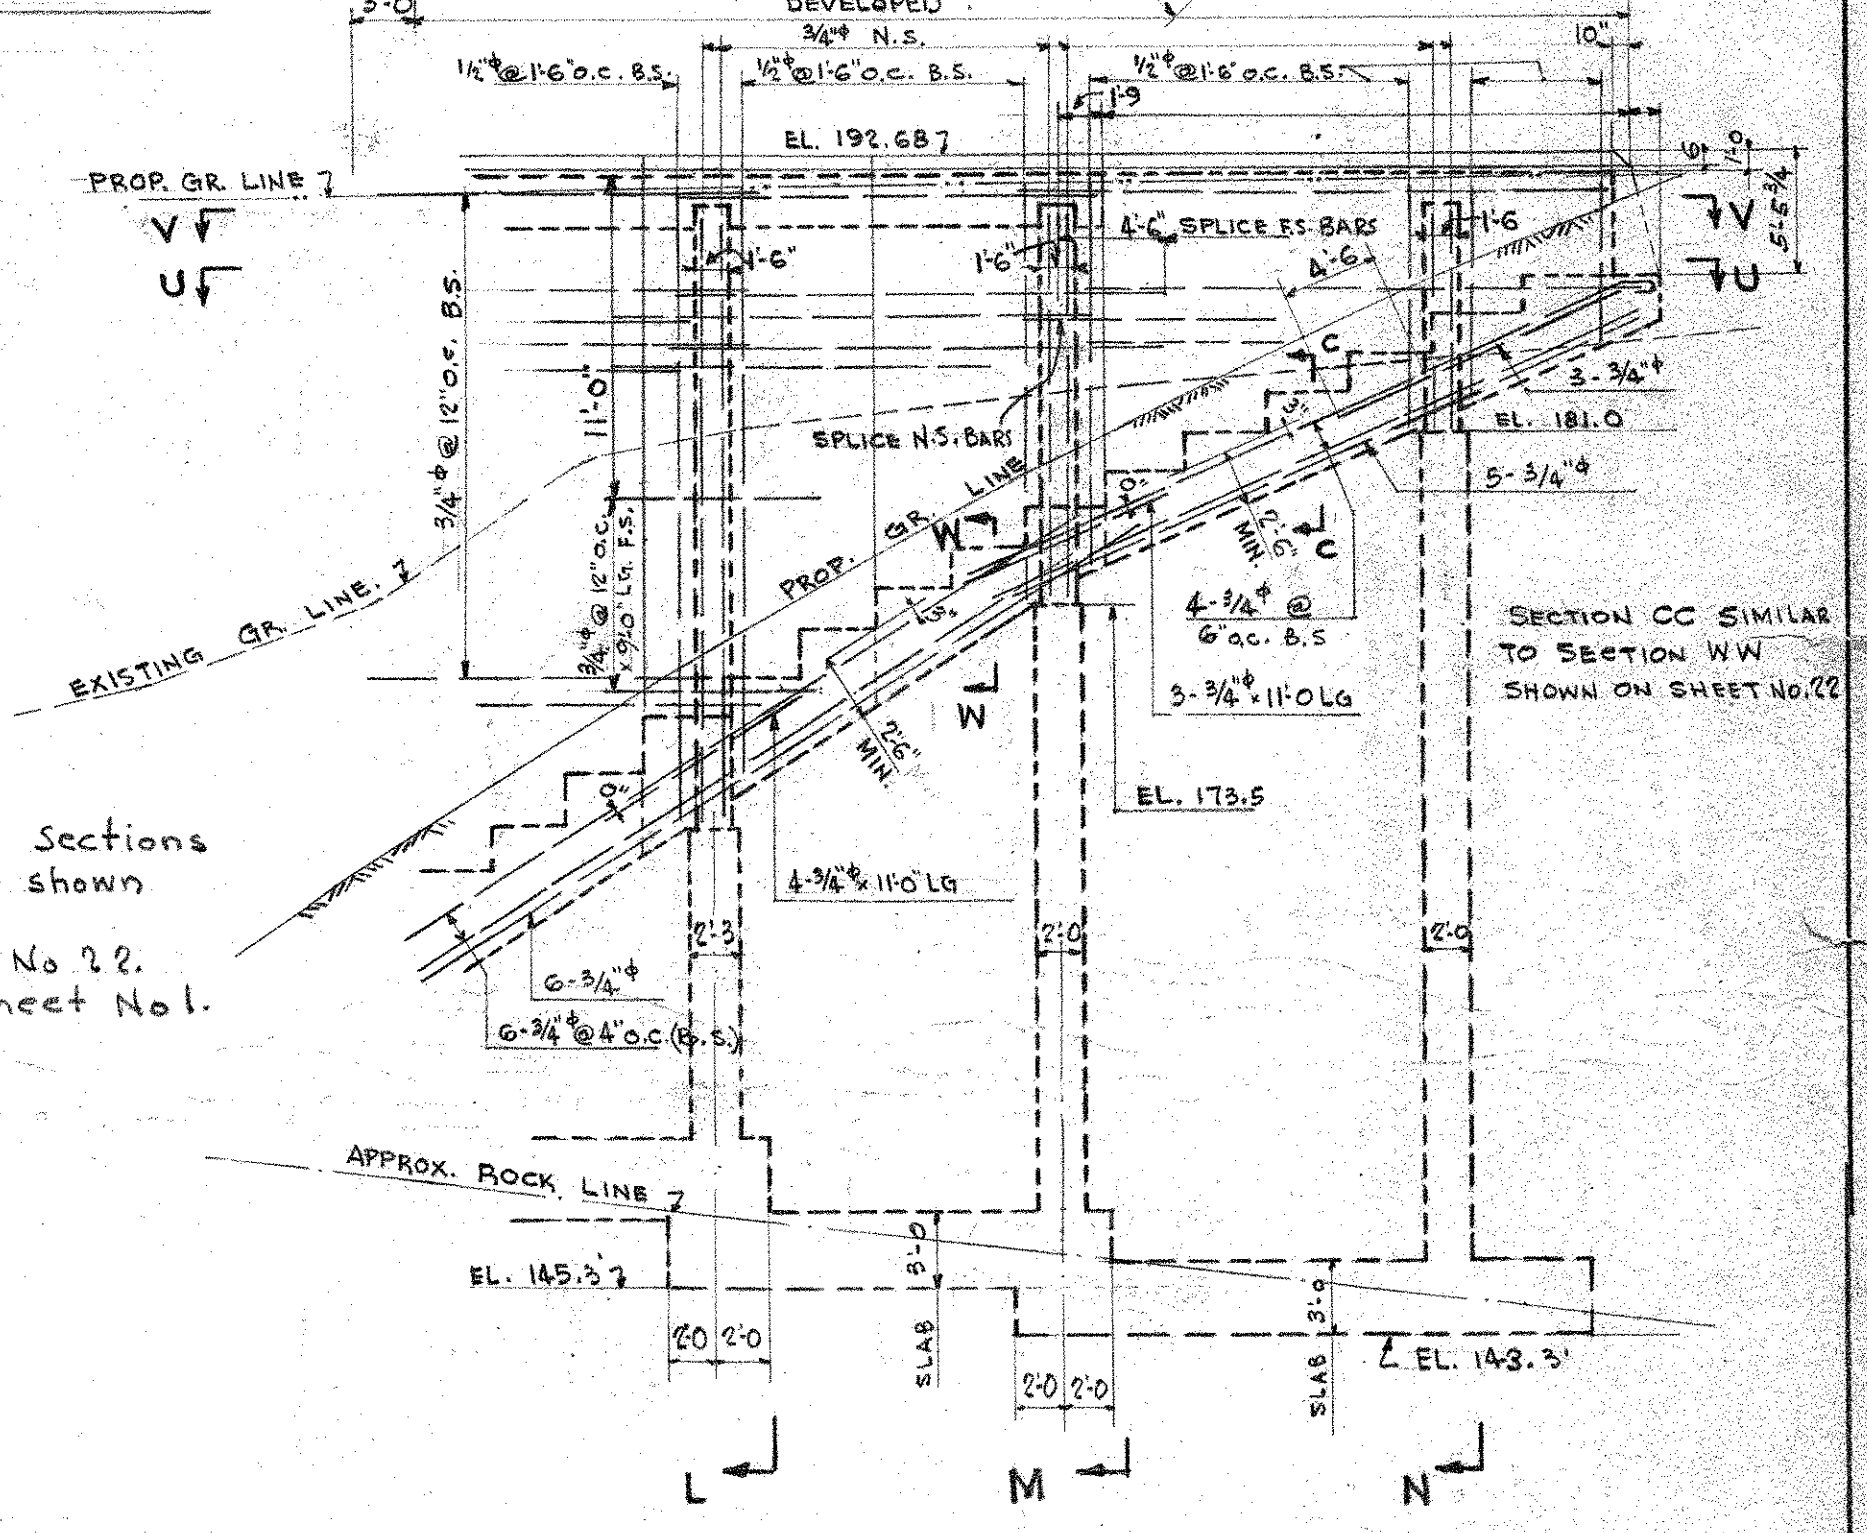 3'-0
DEVELOPED
3/4"ϕ N.S.
10"
1/2"ϕ@1'-6"O.C. B.S.
1/2"ϕ@1'-6"O.C. B.S.
1/2"ϕ@1'-6"O.C. B.S.
1'-9
EL. 192.687
6"
1'-0
PROP. GR. LINE
5'-5 3/4
V
V
4'-6" SPLICE F.S. BARS
1'-6
1'-6"
1'-6"
4'-6
U
U
3/4"ϕ @ 12"O.C. B.S.
11'-0"
C
3-3/4"ϕ
3"
EL. 181.0
SPLICE N.S. BARS
5-3/4"ϕ
PROP. GR. LINE
W
2'-6"
MIN.
C
3/4"ϕ @ 12"O.C.
x 9'-0" LG. F.S.
EXISTING GR. LINE.
3"
4-3/4"ϕ @
6"O.C. B.S
SECTION CC SIMILAR
TO SECTION WW
SHOWN ON SHEET No.22
3-3/4"ϕ x 11'-0 LG
W
2'-6"
MIN.
EL. 173.5
Sections
shown
4-3/4"ϕ x 11'-0" LG
2'-3
2'-0
2'-0
No 22.
heet No 1.
6-3/4"ϕ
6-3/4"ϕ@4"O.C.(B.S.)
APPROX. ROCK LINE
3'-0
SLAB
EL. 145.3'
3'-0
SLAB
2'-0 2'-0
EL. 143.3'
2'-0 2'-0
L
M
N